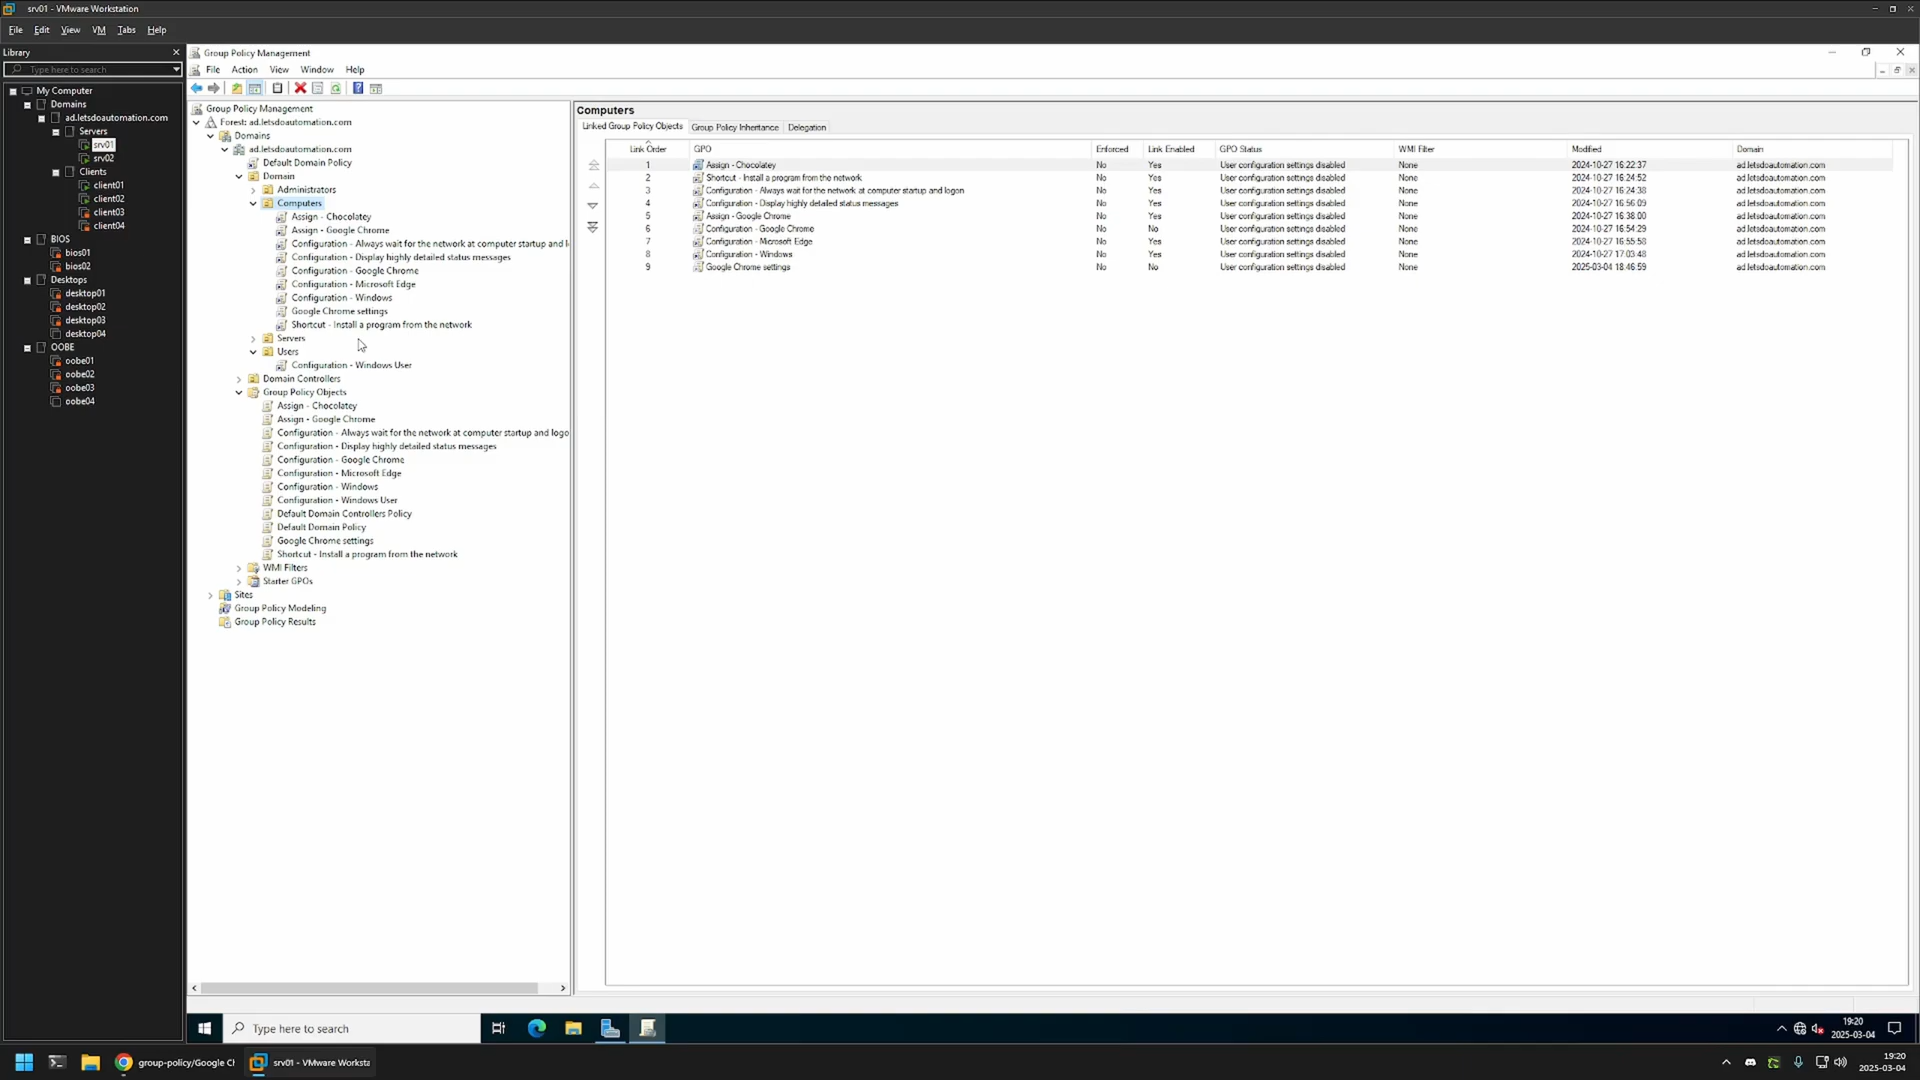 srv01 - VMware Workstation
File Edit View VM Tabs Help
Library
Type here to search
My Computer
Domains
ad.letsdoautomation.com
Servers
srv01
srv02
Clients
client01
client02
client03
client04
BIOS
bios01
bios02
Desktops
desktop01
desktop02
desktop03
desktop04
OOBE
oobe01
oobe02
oobe03
oobe04
Group Policy Management
File Action View Window Help
Group Policy Management
Forest: ad.letsdoautomation.com
Domains
ad.letsdoautomation.com
Default Domain Policy
Domain
Administrators
Computers
Assign - Chocolatey
Assign - Google Chrome
Configuration - Always wait for the network at computer startup and l
Configuration - Display highly detailed status messages
Configuration - Google Chrome
Configuration - Microsoft Edge
Configuration - Windows
Google Chrome settings
Shortcut - Install a program from the network
Servers
Users
Configuration - Windows User
Domain Controllers
Group Policy Objects
Assign - Chocolatey
Assign - Google Chrome
Configuration - Always wait for the network at computer startup and logo
Configuration - Display highly detailed status messages
Configuration - Google Chrome
Configuration - Microsoft Edge
Configuration - Windows
Configuration - Windows User
Default Domain Controllers Policy
Default Domain Policy
Google Chrome settings
Shortcut - Install a program from the network
WMI Filters
Starter GPOs
Sites
Group Policy Modeling
Group Policy Results
Computers
Linked Group Policy Objects Group Policy Inheritance Delegation
Link Order GPO Enforced Link Enabled GPO Status WMI Filter Modified Domain
1 Assign - Chocolatey No Yes User configuration settings disabled None 2024-10-27 16:22:37 ad.letsdoautomation.com
2 Shortcut - Install a program from the network No Yes User configuration settings disabled None 2024-10-27 16:24:52 ad.letsdoautomation.com
3 Configuration - Always wait for the network at computer startup and logon No Yes User configuration settings disabled None 2024-10-27 16:24:38 ad.letsdoautomation.com
4 Configuration - Display highly detailed status messages No Yes User configuration settings disabled None 2024-10-27 16:56:09 ad.letsdoautomation.com
5 Assign - Google Chrome No Yes User configuration settings disabled None 2024-10-27 16:38:00 ad.letsdoautomation.com
6 Configuration - Google Chrome No No User configuration settings disabled None 2024-10-27 16:54:29 ad.letsdoautomation.com
7 Configuration - Microsoft Edge No Yes User configuration settings disabled None 2024-10-27 16:55:58 ad.letsdoautomation.com
8 Configuration - Windows No Yes User configuration settings disabled None 2024-10-27 17:03:48 ad.letsdoautomation.com
9 Google Chrome settings No No User configuration settings disabled None 2025-03-04 18:46:59 ad.letsdoautomation.com
Type here to search
19:20
2025-03-04
group-policy/Google Cl
srv01 - VMware Worksta
19:20
2025-03-04